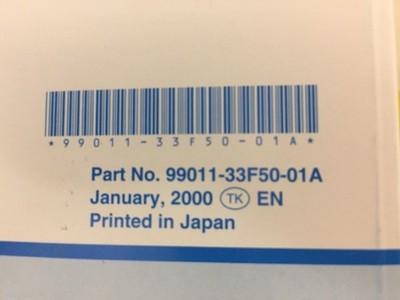 *99011-33F50-01A*
Part No. 99011-33F50-01A
January, 2000 TK EN
Printed in Japan